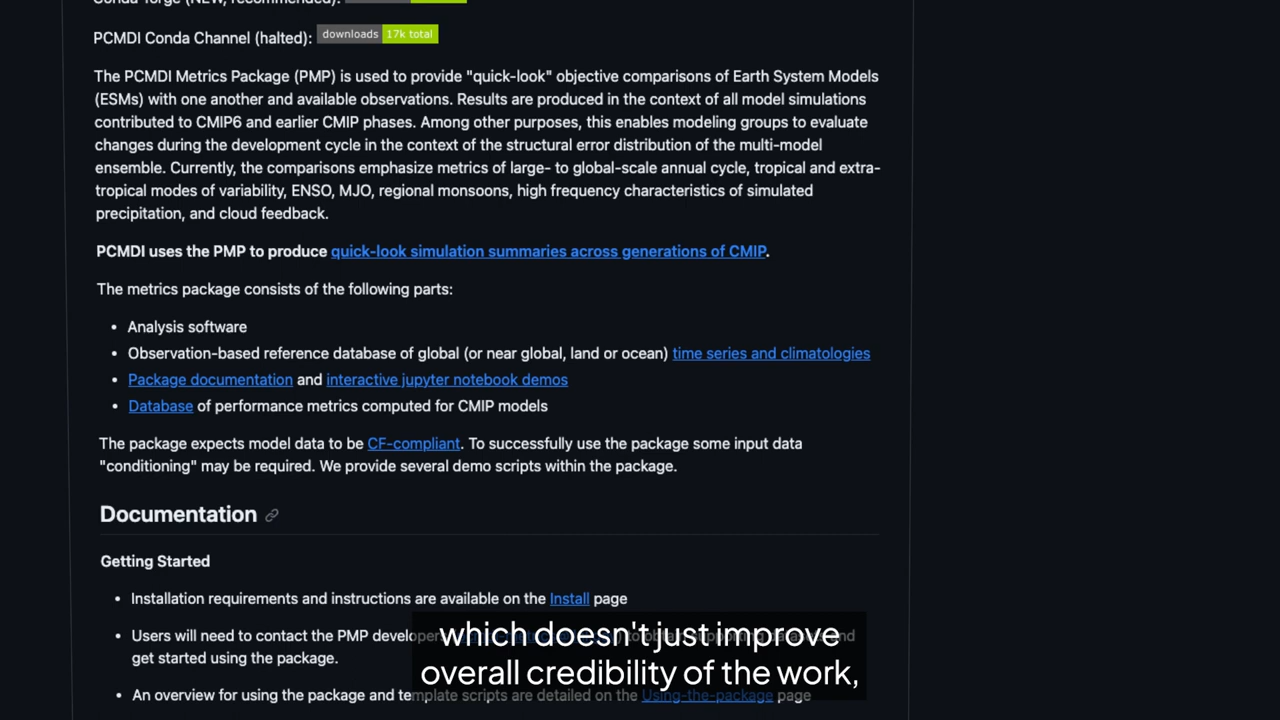 PCMDI Conda Channel (halted): downloads 17k total
The PCMDI Metrics Package (PMP) is used to provide "quick-look" objective comparisons of Earth System Models
(ESMs) with one another and available observations. Results are produced in the context of all model simulations
contributed to CMIP6 and earlier CMIP phases. Among other purposes, this enables modeling groups to evaluate
changes during the development cycle in the context of the structural error distribution of the multi-model
ensemble. Currently, the comparisons emphasize metrics of large- to global-scale annual cycle, tropical and extra-
tropical modes of variability, ENSO, MJO, regional monsoons, high frequency characteristics of simulated
precipitation, and cloud feedback.
PCMDI uses the PMP to produce quick-look simulation summaries across generations of CMIP.
The metrics package consists of the following parts:
• Analysis software
• Observation-based reference database of global (or near global, land or ocean) time series and climatologies
• Package documentation and interactive jupyter notebook demos
• Database of performance metrics computed for CMIP models
The package expects model data to be CF-compliant. To successfully use the package some input data
"conditioning" may be required. We provide several demo scripts within the package.
Documentation
Getting Started
• Installation requirements and instructions are available on the Install page
• Users will need to contact the PMP developers and
get started using the package.
• An overview for using the package and template scripts are detailed on the Using-the-package page
which doesn't just improve
overall credibility of the work,